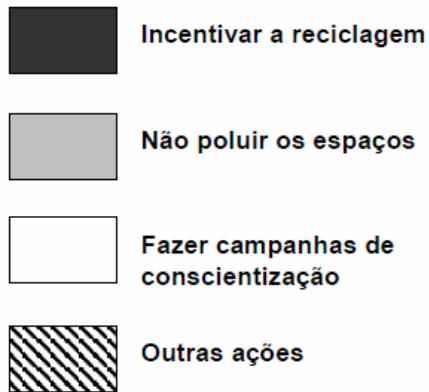 Incentivar a reciclagem
Não poluir os espaços
Fazer campanhas de
conscientização
Outras ações